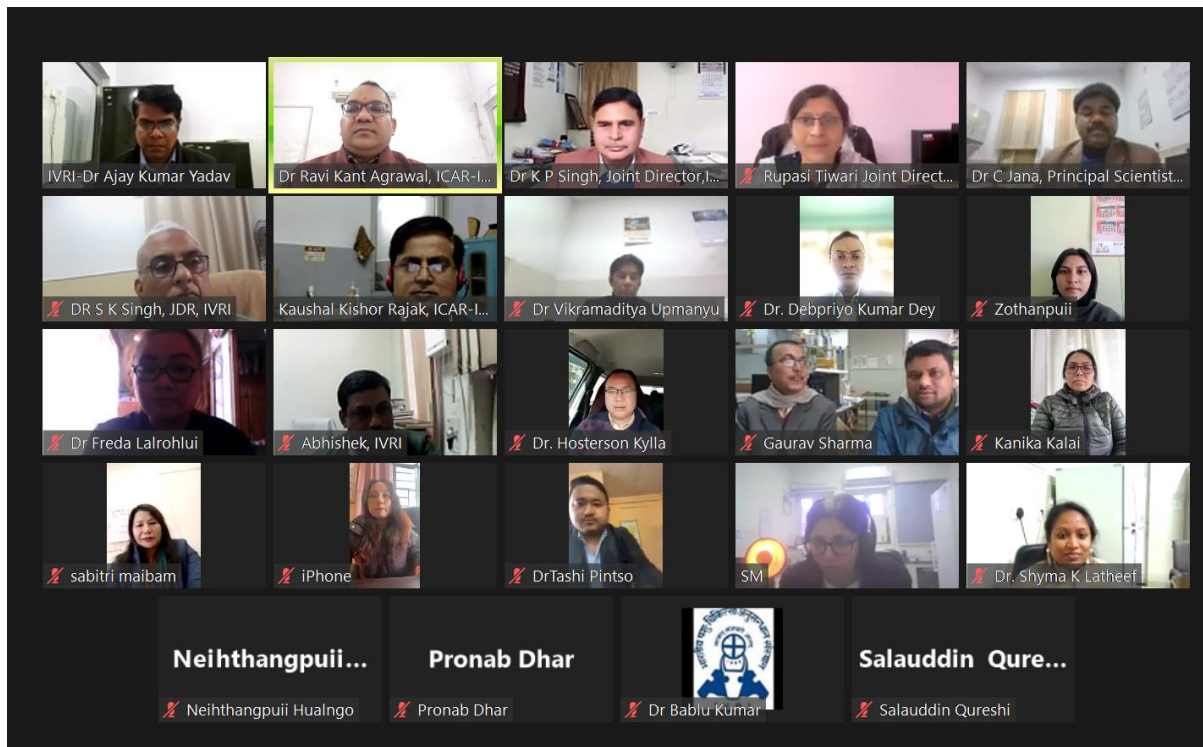 IVRI-Dr Ajay Kumar Yadav
Dr Ravi Kant Agrawal, ICAR-I...
Dr K P Singh, Joint Director,I...
Rupasi Tiwari Joint Direct...
Dr C Jana, Principal Scientist...
DR S K Singh, JDR, IVRI
Kaushal Kishor Rajak, ICAR-I...
Dr Vikramaditya Upmanyu
Dr. Debpriyo Kumar Dey
Zothanpuii
Dr Freda Lalrohlui
Abhishek, IVRI
Dr. Hosterson Kylla
Gaurav Sharma
Kanika Kalai
sabitri maibam
iPhone
DrTashi Pintso
SM
Dr. Shyma K Latheef
Neihthangpuii...
Neihthangpuii Hualngo
Pronab Dhar
Pronab Dhar
भारतीय पशु-चिकित्सा अनुसंधान संस्थान
Dr Bablu Kumar
Salauddin Qure...
Salauddin Qureshi